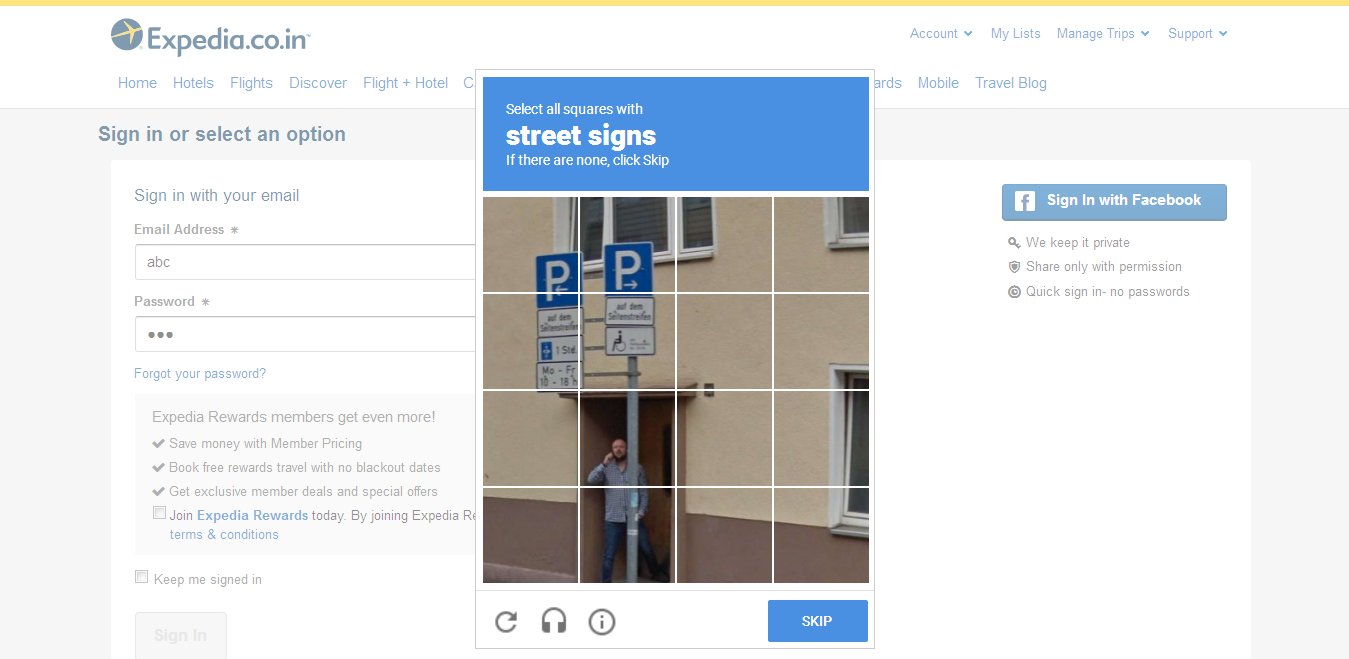 Expedia.co.in™
Account
My Lists
Manage Trips
Support
Home
Hotels
Flights
Discover
Flight + Hotel
C
ards
Mobile
Travel Blog
Sign in or select an option
Sign in with your email
Email Address *
abc
Password *
Forgot your password?
Expedia Rewards members get even more!
Save money with Member Pricing
Book free rewards travel with no blackout dates
Get exclusive member deals and special offers
Join Expedia Rewards today. By joining Expedia Re
terms & conditions
Keep me signed in
Sign In
Select all squares with
street signs
If there are none, click Skip
P
auf dem
Seitenstreifen
1 Std.
Mo - Fr
10 - 18 h
P
auf dem
Seitenstreifen
SKIP
f Sign In with Facebook
We keep it private
Share only with permission
Quick sign in- no passwords